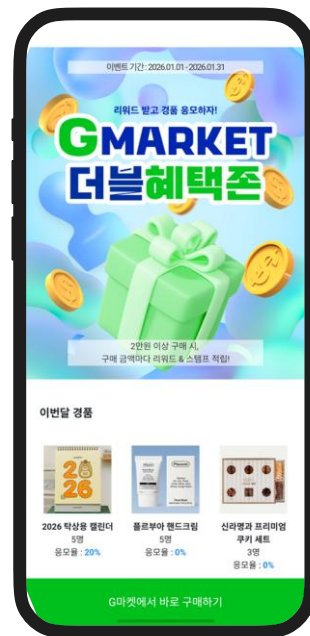 이벤트 기간 : 2026.01.01 - 2026.01.31
리워드 받고 경품 응모하자!
GMARKET
더블혜택존
2만원 이상 구매 시,
구매 금액마다 리워드 & 스탬프 적립!
이번달 경품
2026
2026 탁상용 캘린더
5명
응모율 : 20%
플르부아 핸드크림
5명
응모율 : 0%
신라명과 프리미엄
쿠키 세트
3명
응모율 : 0%
G마켓에서 바로 구매하기